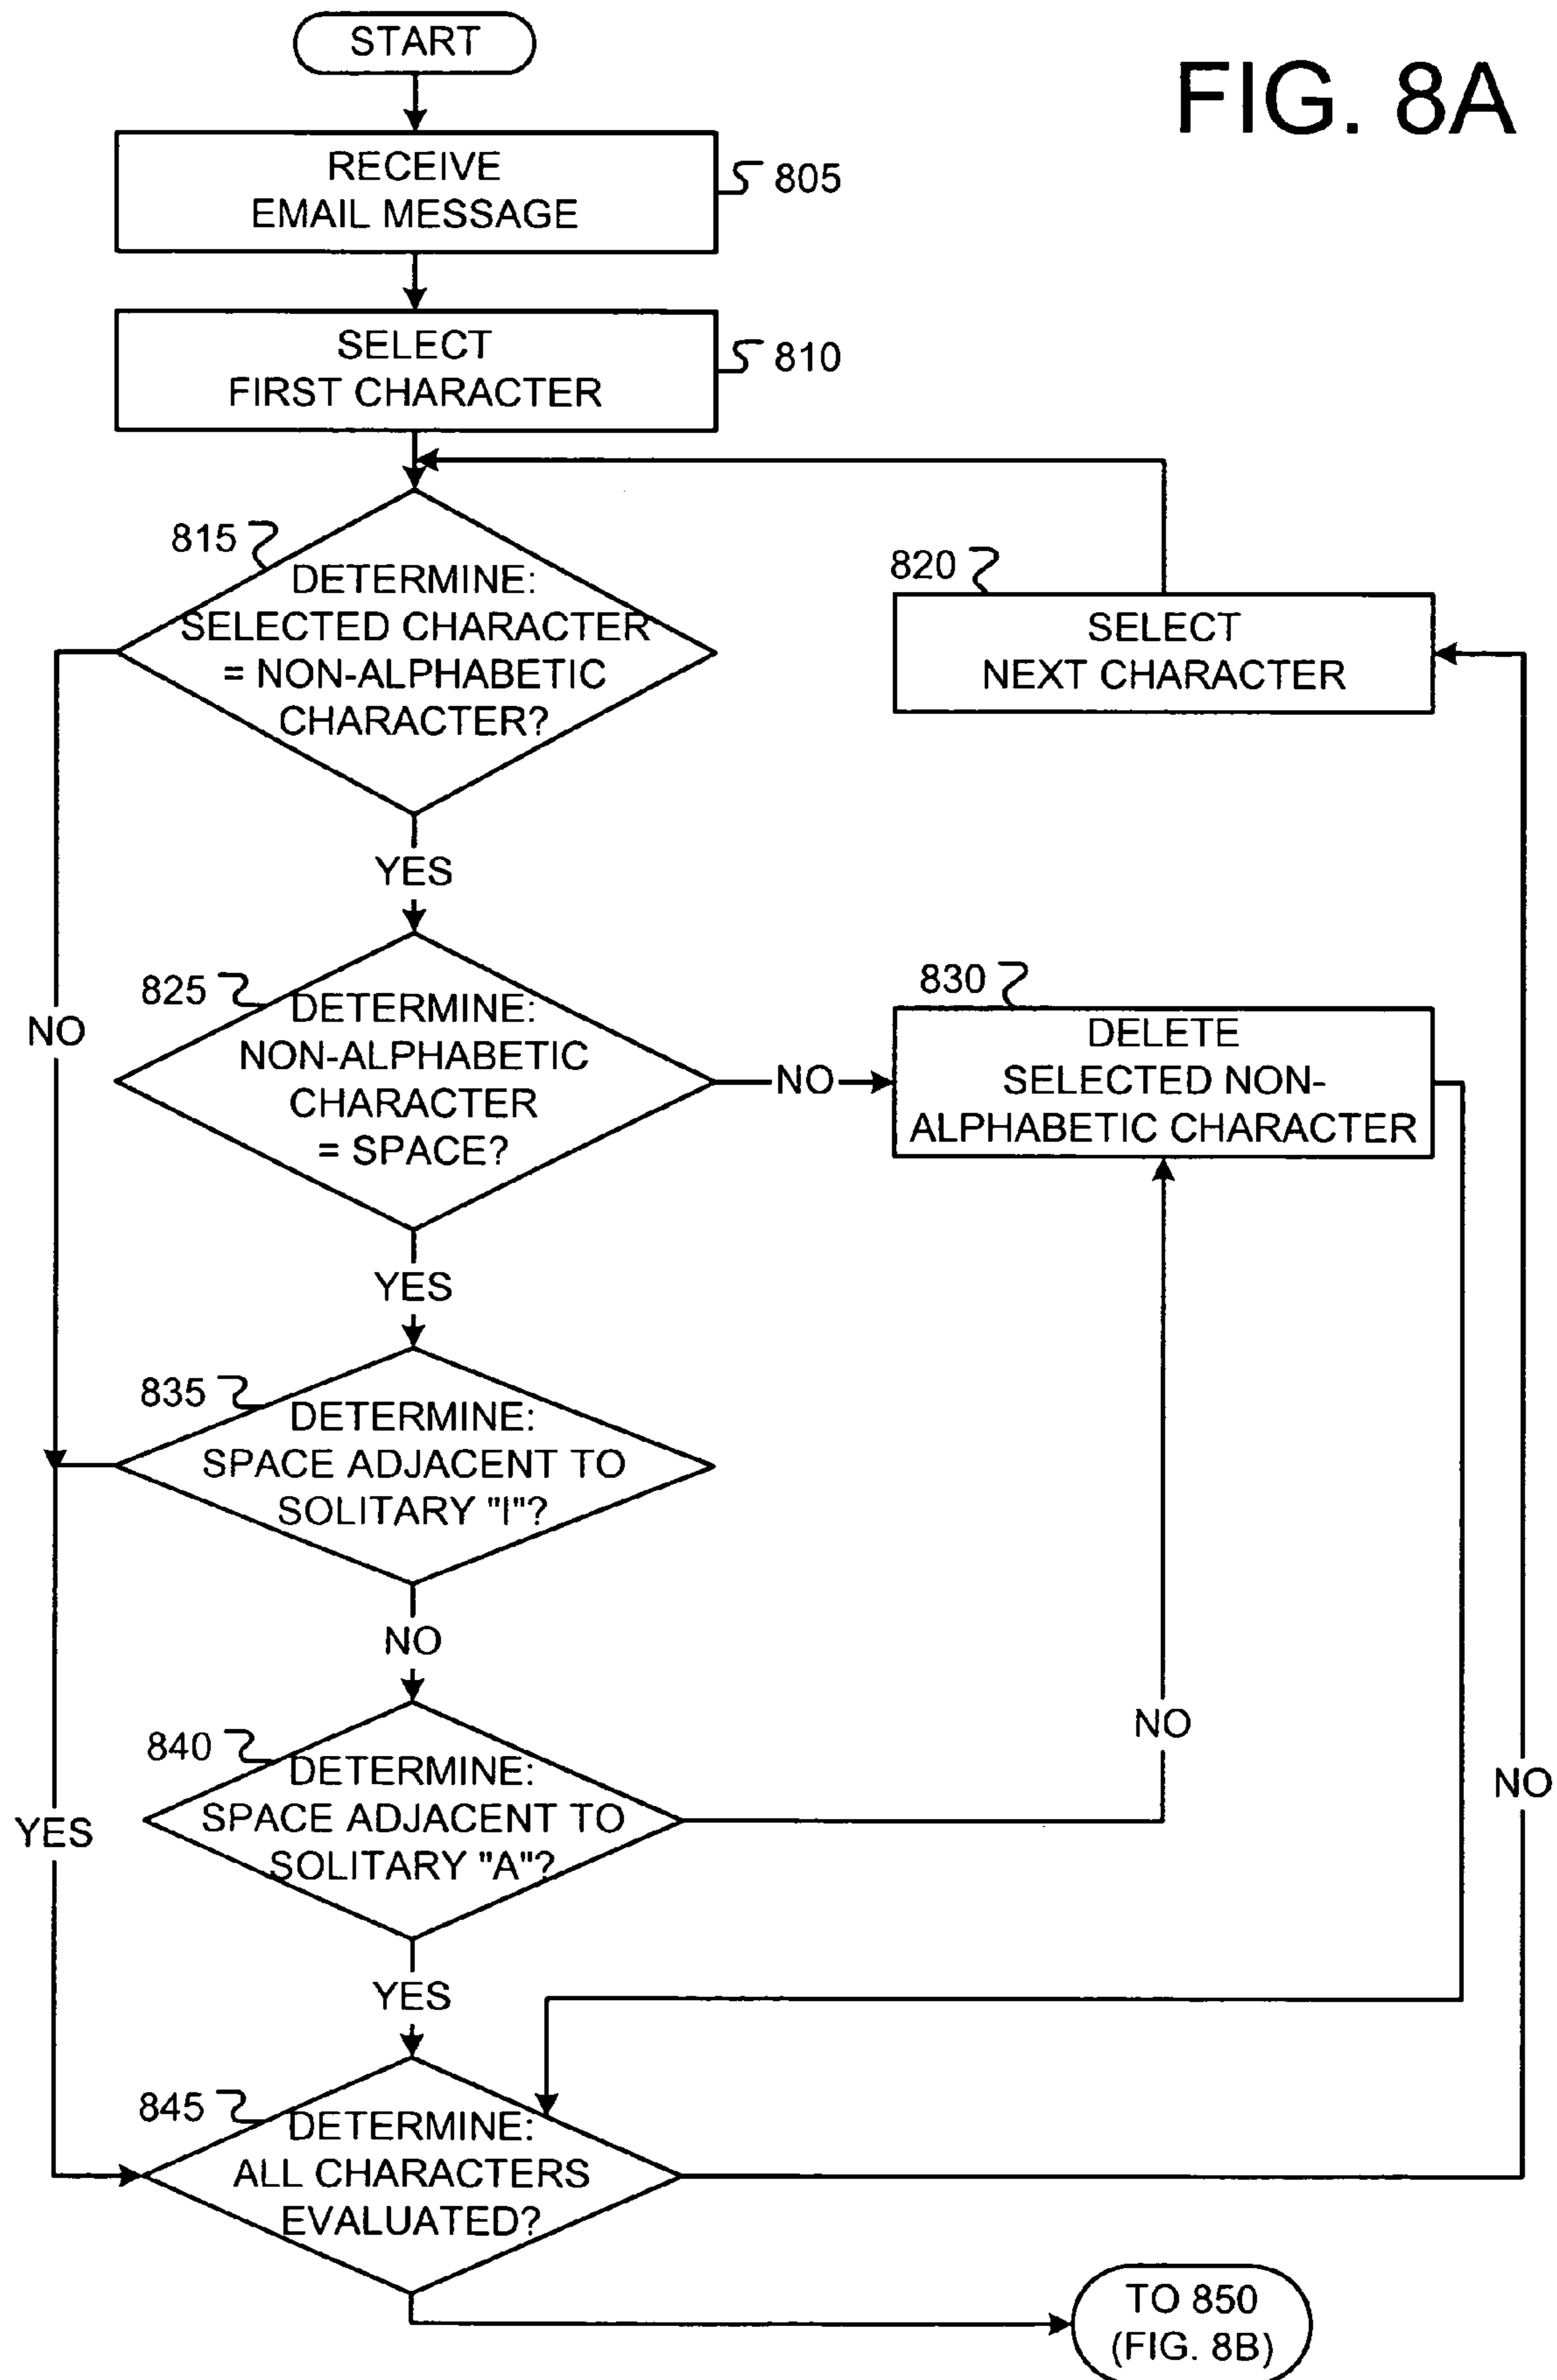 START
FIG. 8A
RECEIVE
EMAIL MESSAGE
805
SELECT
FIRST CHARACTER
810
815
DETERMINE:
SELECTED CHARACTER
= NON-ALPHABETIC
CHARACTER?
820
SELECT
NEXT CHARACTER
YES
NO
825
DETERMINE:
NON-ALPHABETIC
CHARACTER
= SPACE?
NO
830
DELETE
SELECTED NON-
ALPHABETIC CHARACTER
YES
835
DETERMINE:
SPACE ADJACENT TO
SOLITARY "I"?
NO
840
DETERMINE:
SPACE ADJACENT TO
SOLITARY "A"?
NO
NO
YES
YES
845
DETERMINE:
ALL CHARACTERS
EVALUATED?
TO 850
(FIG. 8B)